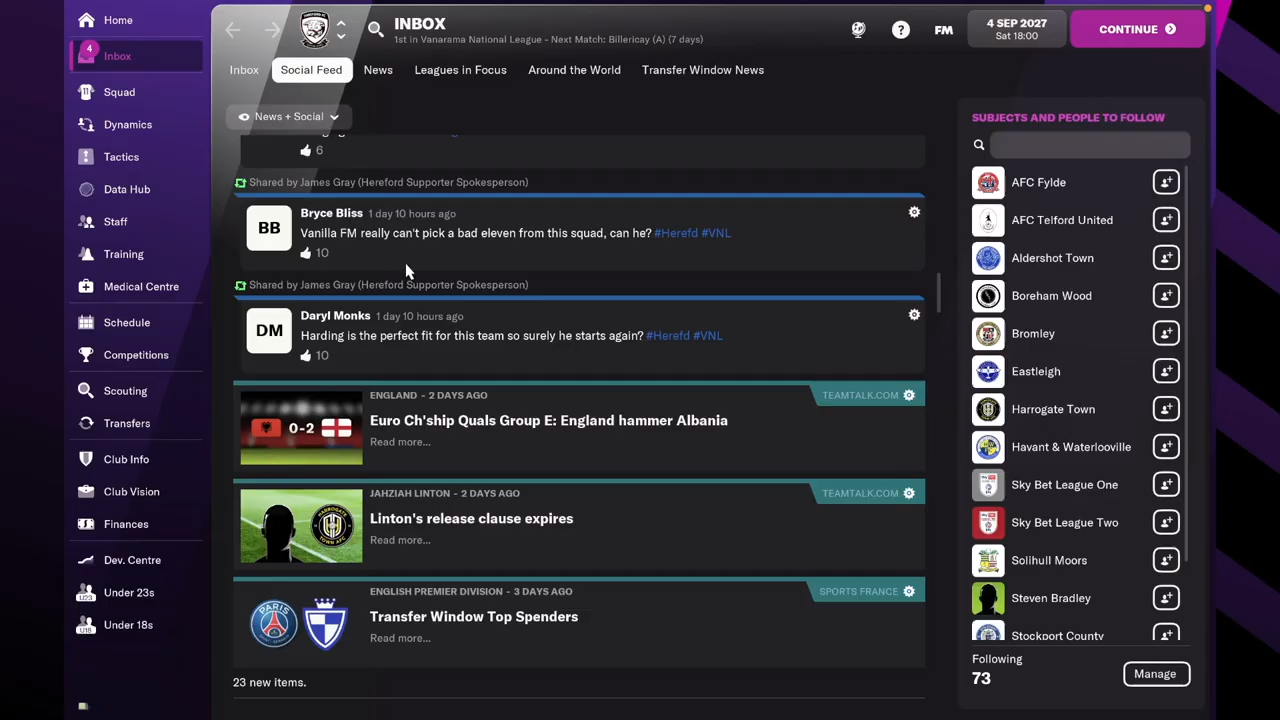 Home
INBOX
1st in Vanarama National League - Next Match: Billericay (A) (7 days)
FM
4 SEP 2027
Sat 18:00
CONTINUE
4
Inbox
Inbox
Social Feed
News
Leagues in Focus
Around the World
Transfer Window News
Squad
Dynamics
Tactics
Data Hub
Staff
Training
Medical Centre
Schedule
Competitions
Scouting
Transfers
Club Info
Club Vision
Finances
Dev. Centre
U23
Under 23s
U18
Under 18s
News + Social
6
Shared by James Gray (Hereford Supporter Spokesperson)
BB
Bryce Bliss 1 day 10 hours ago
Vanilla FM really can't pick a bad eleven from this squad, can he? #Herefd #VNL
10
Shared by James Gray (Hereford Supporter Spokesperson)
DM
Daryl Monks 1 day 10 hours ago
Harding is the perfect fit for this team so surely he starts again? #Herefd #VNL
10
ENGLAND - 2 DAYS AGO
TEAMTALK.COM
0-2
Euro Ch'ship Quals Group E: England hammer Albania
Read more...
JAHZIAH LINTON - 2 DAYS AGO
TEAMTALK.COM
Linton's release clause expires
Read more...
ENGLISH PREMIER DIVISION - 3 DAYS AGO
SPORTS FRANCE
PARIS
Transfer Window Top Spenders
Read more...
23 new items.
SUBJECTS AND PEOPLE TO FOLLOW
AFC Fylde
AFC Telford United
Aldershot Town
Boreham Wood
Bromley
Eastleigh
Harrogate Town
Havant & Waterlooville
Sky Bet League One
Sky Bet League Two
Solihull Moors
Steven Bradley
Stockport County
Following
73
Manage